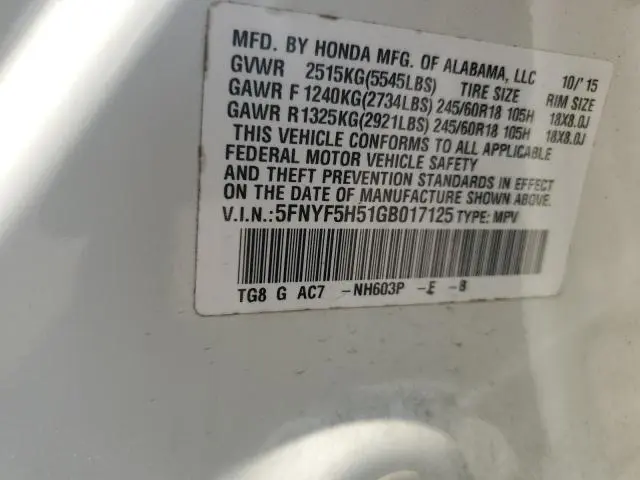 MFD. BY HONDA MFG. OF ALABAMA, LLC 10/'15
GVWR 2515KG(5545LBS) TIRE SIZE RIM SIZE
GAWR F 1240KG(2734LBS) 245/60R18 105H 18X8.0J
GAWR R1325KG(2921LBS) 245/60R18 105H 18X8.0J
THIS VEHICLE CONFORMS TO ALL APPLICABLE
FEDERAL MOTOR VEHICLE SAFETY
AND THEFT PREVENTION STANDARDS IN EFFECT
ON THE DATE OF MANUFACTURE SHOWN ABOVE.
V.I.N.:5FNYF5H51GB017125 TYPE: MPV
TG8 G AC7 -NH603P -E -B